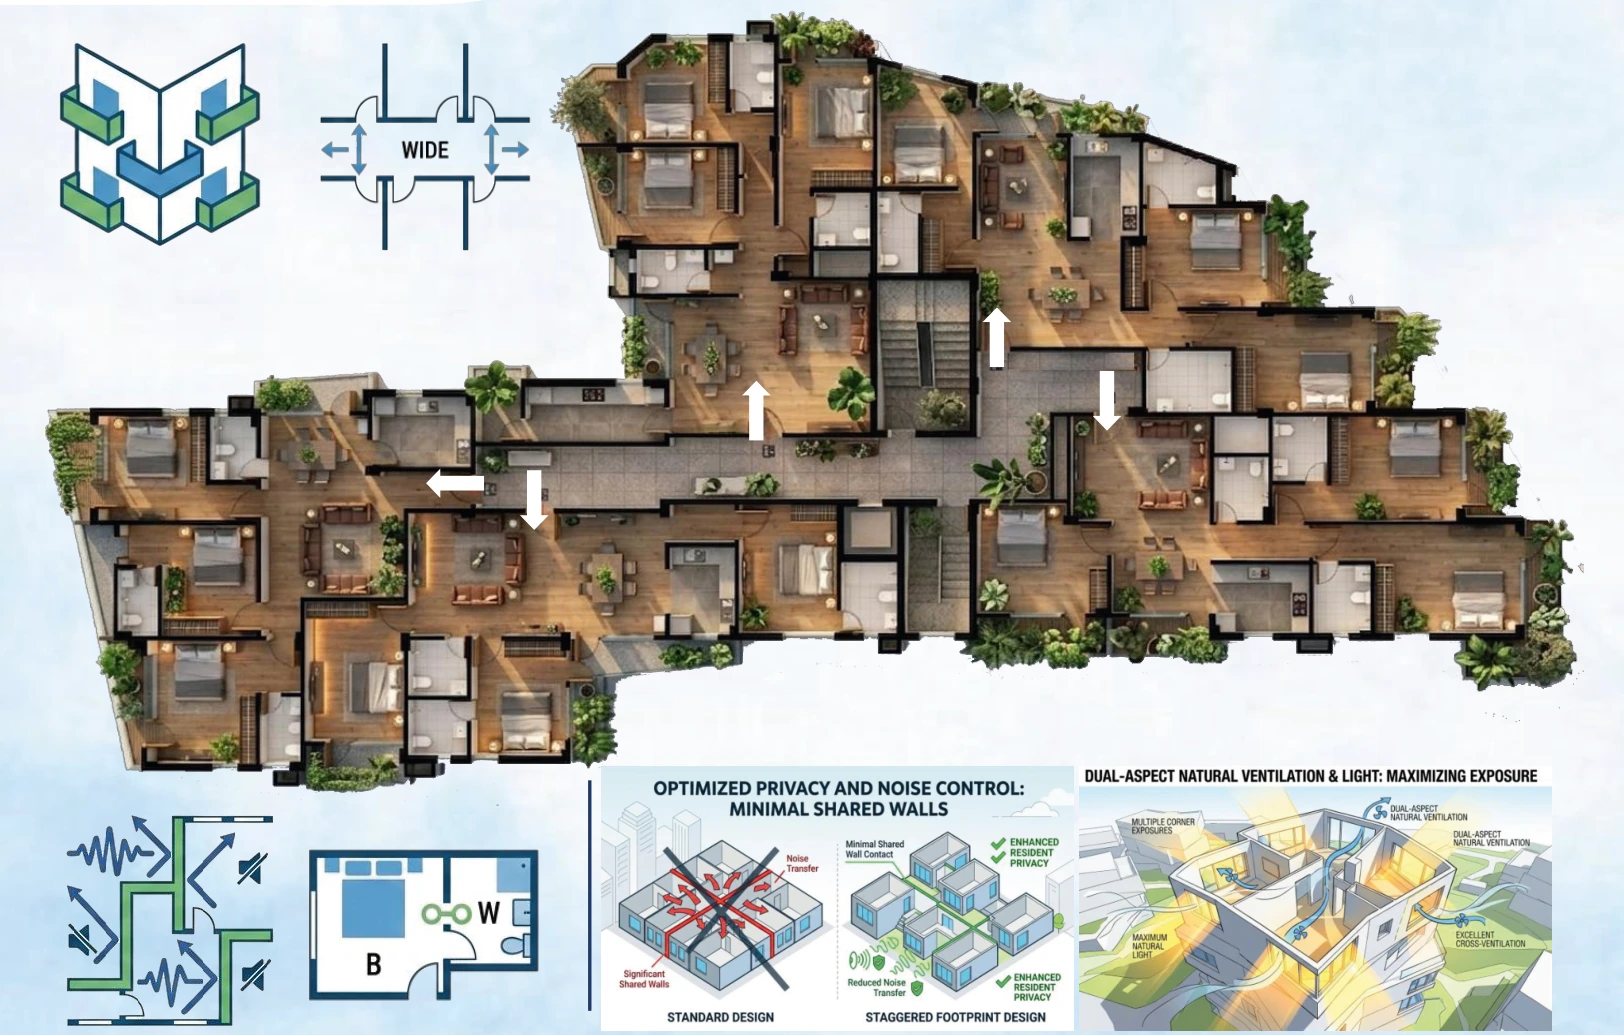 WIDE
B
W
OPTIMIZED PRIVACY AND NOISE CONTROL:
MINIMAL SHARED WALLS
Noise
Transfer
Significant
Shared Walls
STANDARD DESIGN
Minimal Shared
Wall Contact
ENHANCED
RESIDENT
PRIVACY
Reduced Noise
Transfer
ENHANCED
RESIDENT
PRIVACY
STAGGERED FOOTPRINT DESIGN
DUAL-ASPECT NATURAL VENTILATION & LIGHT: MAXIMIZING EXPOSURE
MULTIPLE CORNER
EXPOSURES
DUAL-ASPECT
NATURAL VENTILATION
DUAL-ASPECT
NATURAL VENTILATION
MAXIMUM
NATURAL
LIGHT
EXCELLENT
CROSS-VENTILATION